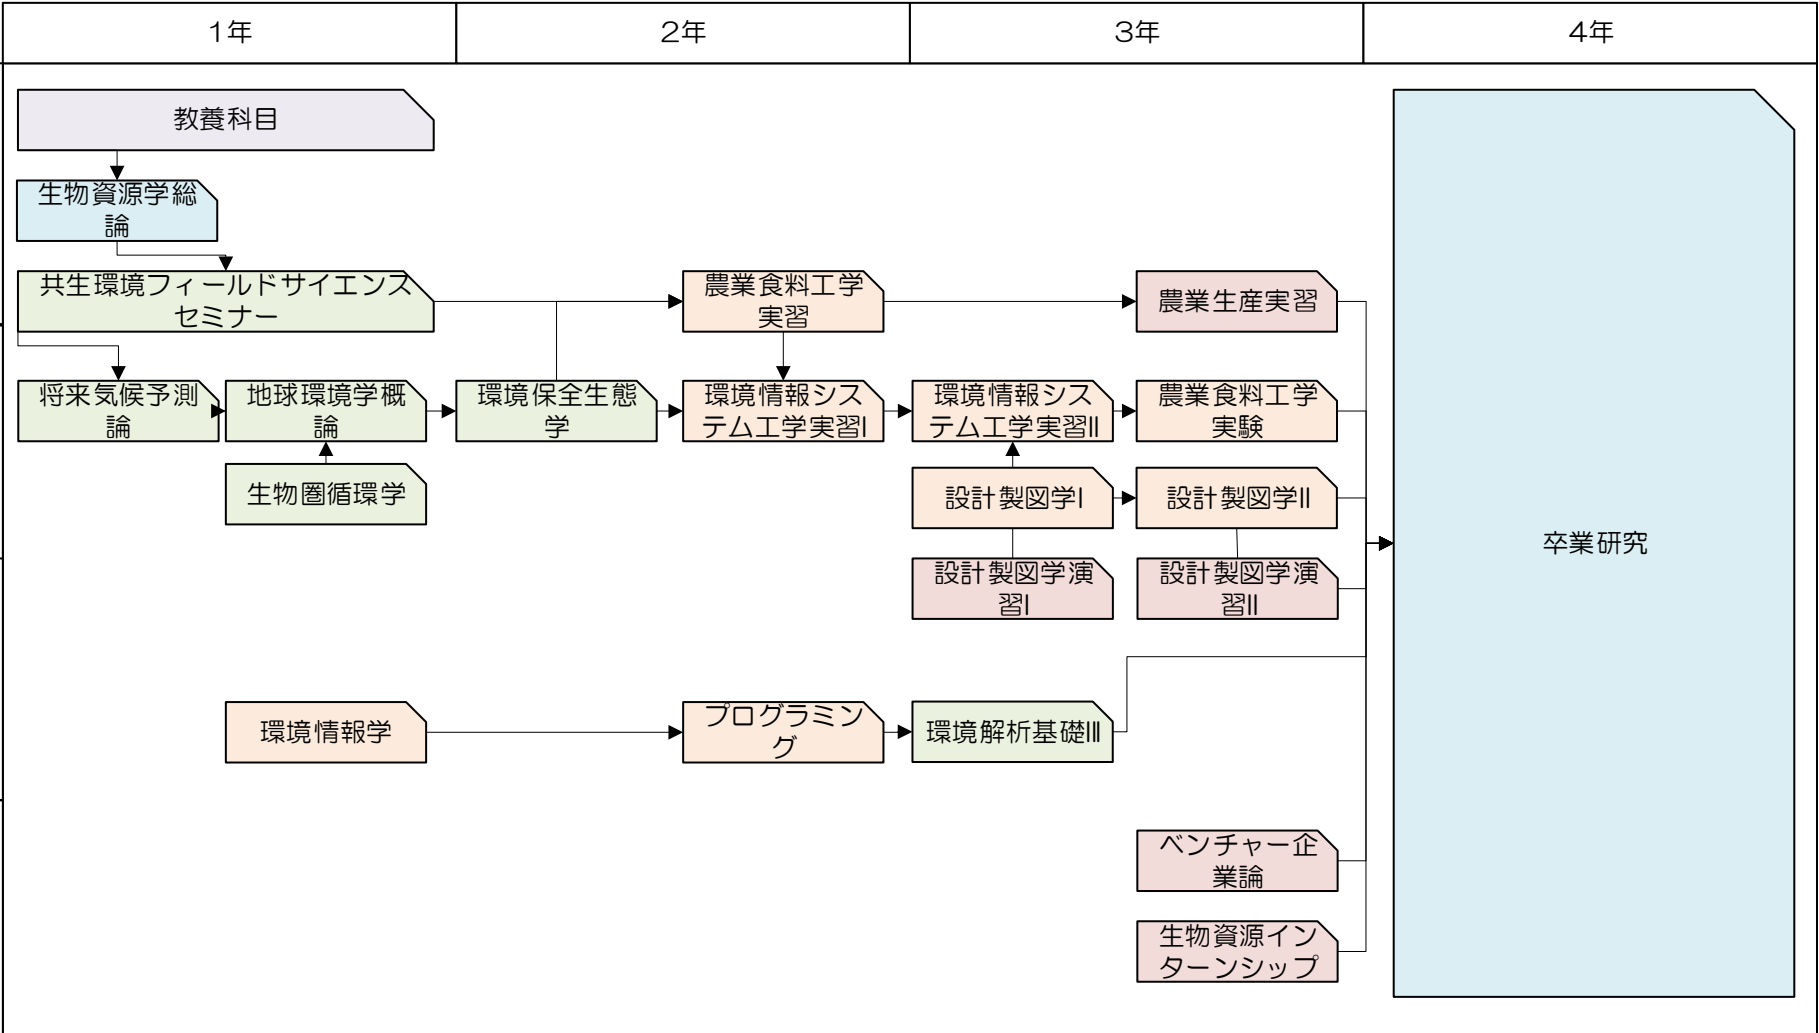 1年
2年
3年
4年
教養科目
生物資源学総
論
共生環境フィールドサイエンス
セミナー
農業食料工学
実習
農業生産実習
将来気候予測
論
地球環境学概
論
環境保全生態
学
環境情報シス
テム工学実習Ⅰ
環境情報シス
テム工学実習Ⅱ
農業食料工学
実験
生物圏循環学
設計製図学Ⅰ
設計製図学Ⅱ
卒業研究
設計製図学演
習Ⅰ
設計製図学演
習Ⅱ
環境情報学
プログラミン
グ
環境解析基礎Ⅲ
ベンチャー企
業論
生物資源イン
ターンシップ